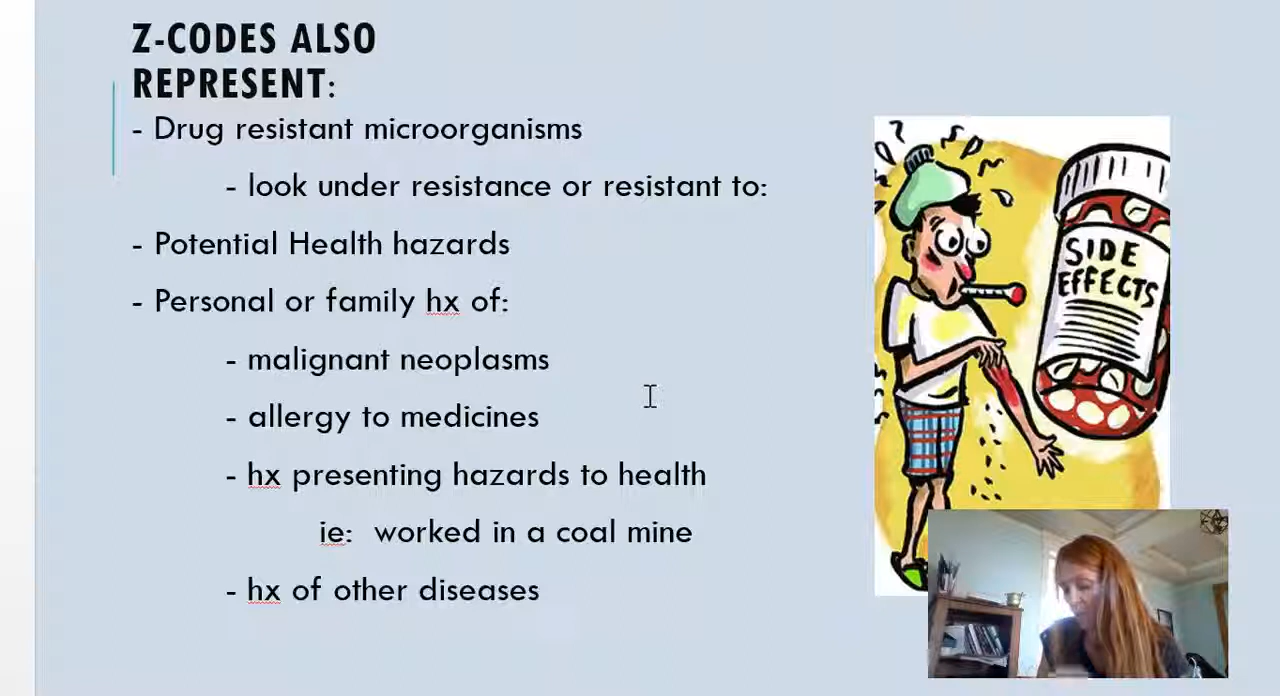 Z-CODES ALSO
REPRESENT:
- Drug resistant microorganisms
- look under resistance or resistant to:
- Potential Health hazards
- Personal or family hx of:
- malignant neoplasms
- allergy to medicines
- hx presenting hazards to health
ie: worked in a coal mine
- hx of other diseases
SIDE
EFFECTS